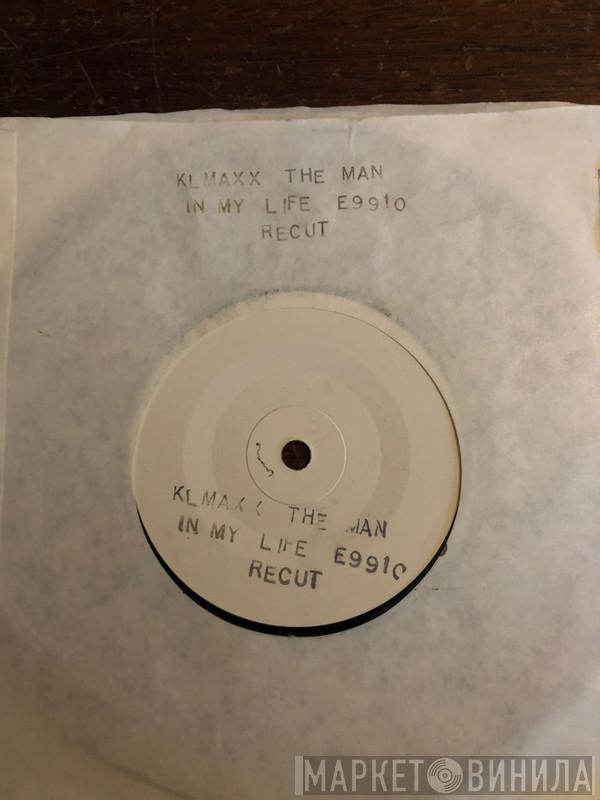 KLMAXX THE MAN
IN MY LIFE E9910
RECUT
KLMAXX THE MAN
IN MY LIFE E9910
RECUT
МАРКЕТ ВИНИЛА